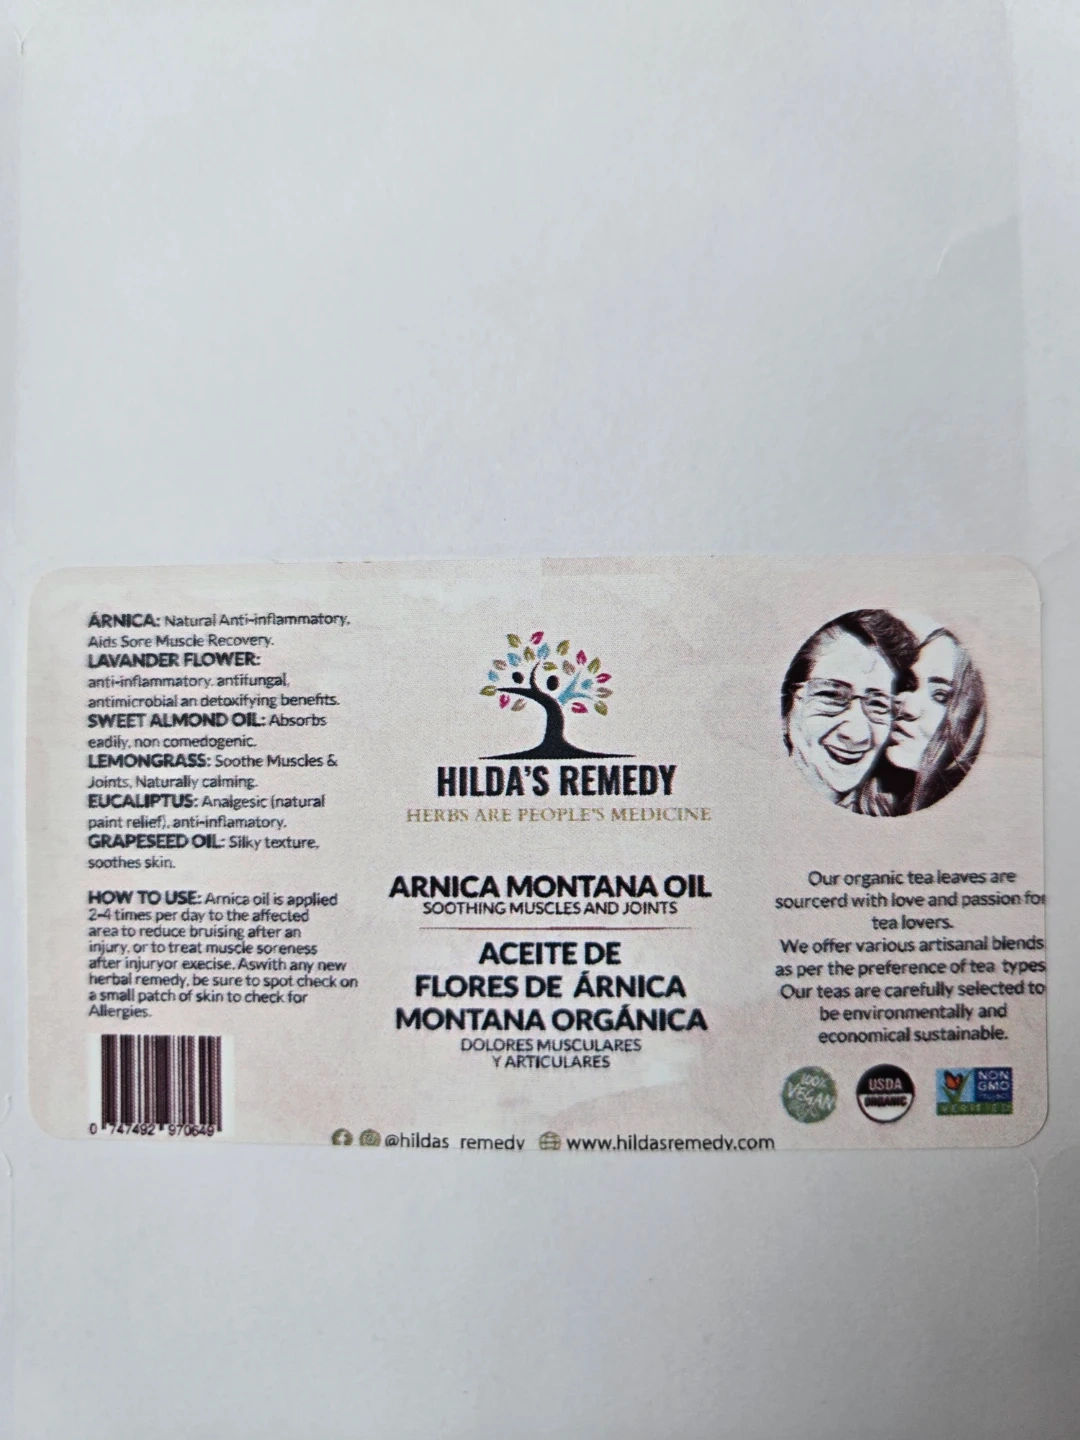 ÁRNICA: Natural Anti-inflammatory,
Aids Sore Muscle Recovery.
LAVANDER FLOWER:
anti-inflammatory, antifungal,
antimicrobial an detoxifying benefits.
SWEET ALMOND OIL: Absorbs
eadily, non comedogenic.
LEMONGRASS: Soothe Muscles &
Joints, Naturally calming.
EUCALIPTUS: Analgesic (natural
paint relief), anti-inflamatory.
GRAPESEED OIL: Silky texture,
soothes skin.
HOW TO USE: Arnica oil is applied
2-4 times per day to the affected
area to reduce bruising after an
injury, or to treat muscle soreness
after injuryor execise. Aswith any new
herbal remedy, be sure to spot check on
a small patch of skin to check for
Allergies.
0 747492 970649
HILDA'S REMEDY
HERBS ARE PEOPLE'S MEDICINE
ARNICA MONTANA OIL
SOOTHING MUSCLES AND JOINTS
ACEITE DE
FLORES DE ÁRNICA
MONTANA ORGÁNICA
DOLORES MUSCULARES
Y ARTICULARES
@hildas_remedy www.hildasremedy.com
Our organic tea leaves are
sourcerd with love and passion for
tea lovers.
We offer various artisanal blends
as per the preference of tea types
Our teas are carefully selected to
be environmentally and
economical sustainable.
100%
VEGAN
USDA
ORGANIC
NON
GMO
PROJECT
VERIFIED